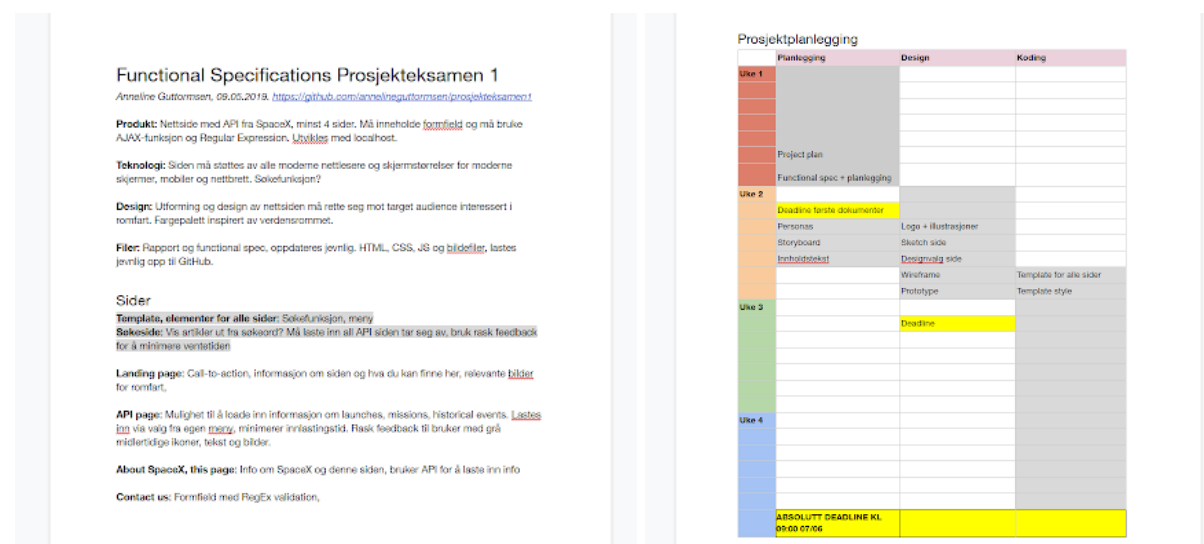 Functional Specifications Prosjekteksamen 1
Anneline Guttormsen, 09.05.2019. https://github.com/annelineguttormsen/prosjekteksamen1
Produkt: Nettside med API fra SpaceX, minst 4 sider. Må inneholde formfield og må bruke
AJAX-funksjon og Regular Expression. Utvikles med localhost.
Teknologi: Siden må støttes av alle moderne nettlesere og skjermstørrelser for moderne
skjermer, mobiler og nettbrett. Søkefunksjon?
Design: Utforming og design av nettsiden må rette seg mot target audience interessert i
romfart. Fargepalett inspirert av verdensrommet.
Filer: Rapport og functional spec, oppdateres jevnlig. HTML, CSS, JS og bildefiler, lastes
jevnlig opp til GitHub.
Sider
Template, elementer for alle sider: Søkefunksjon, meny
Søkeside: Vis artikler ut fra søkeord? Må laste inn all API siden tar seg av, bruk rask feedback
for å minimere ventetiden
Landing page: Call-to-action, informasjon om siden og hva du kan finne her, relevante bilder
for romfart.
API page: Mulighet til å loade inn informasjon om launches, missions, historical events. Lastes
inn via valg fra egen meny, minimerer innlastingstid. Rask feedback til bruker med grå
midlertidige ikoner, tekst og bilder.
About SpaceX, this page: Info om SpaceX og denne siden, bruker API for å laste inn info
Contact us: Formfield med RegEx validation,
Prosjektplanlegging
Planlegging Design Koding
Uke 1
Project plan
Functional spec + planlegging
Uke 2
Deadline første dokumenter
Personas Logo + illustrasjoner
Storyboard Sketch side
Innholdstekst Designvalg side
Wireframe Template for alle sider
Prototype Template style
Uke 3
Deadline
Uke 4
ABSOLUTT DEADLINE KL
09:00 07/06